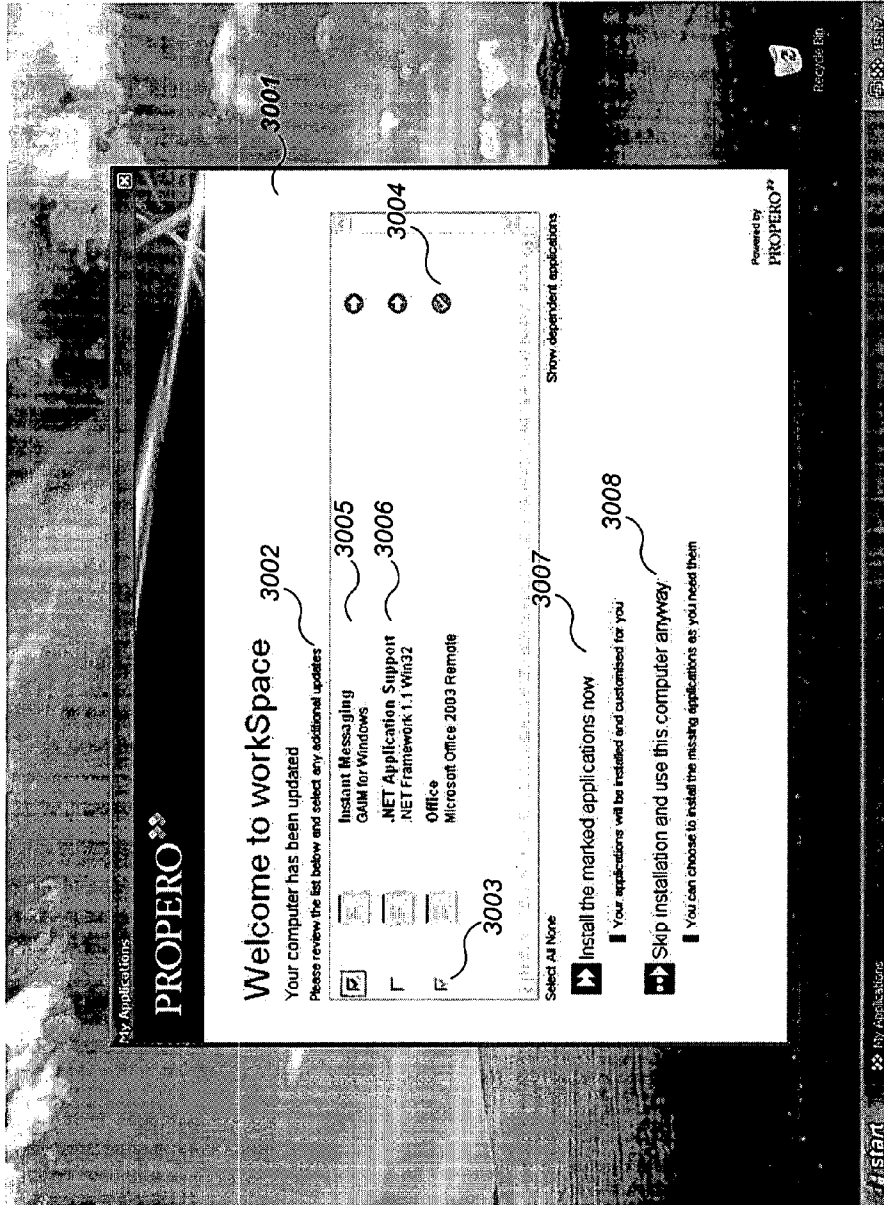 My Applications
PROPERO
3001
Welcome to workSpace
Your computer has been updated
3002
Please review the list below and select any additional updates
Instant Messaging
GAIM for Windows
3005
.NET Application Support
.NET Framework 1.1 Win32
3006
Office
Microsoft Office 2003 Remote
3004
3003
Select All None
Show dependent applications
3007
Install the marked applications now
Your applications will be installed and customised for you
3008
Skip installation and use this computer anyway
You can choose to install the missing applications as you need them
Powered by
PROPERO
Recycle Bin
start
My Applications
15:17